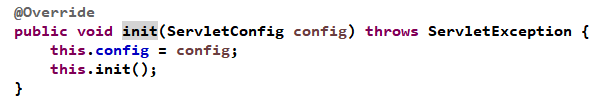 @Override
public void init(ServletConfig config) throws ServletException {
    this.config = config;
    this.init();
}